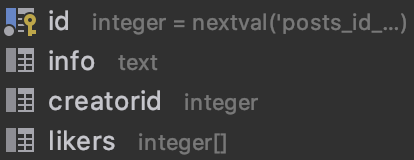 id integer = nextval('posts_id_...)
info text
creatorid integer
likers integer[]